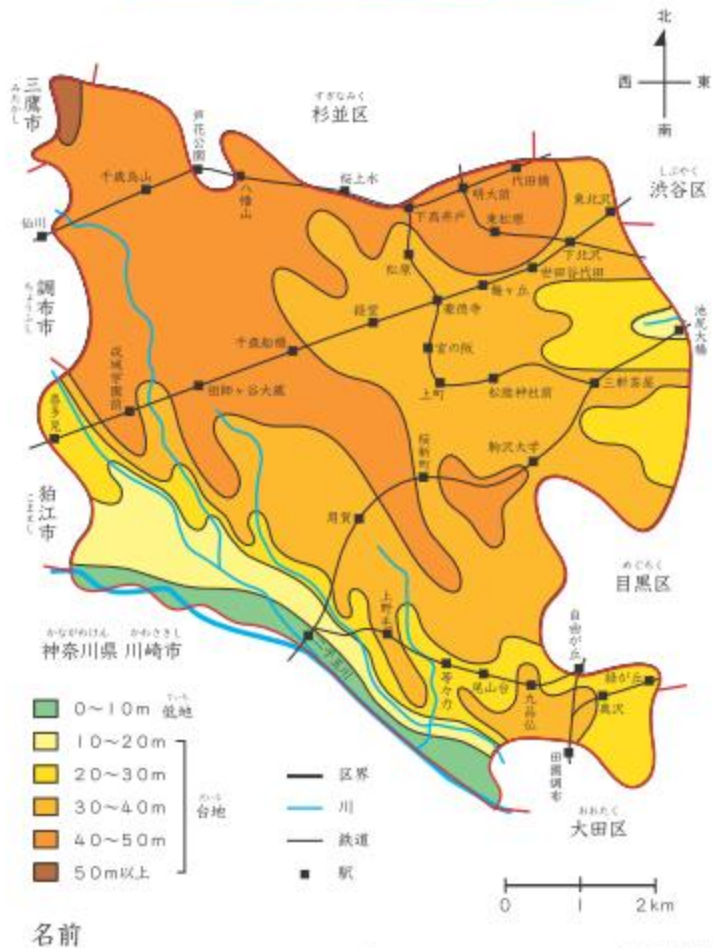 北
西 東
南
みたかし
三鷹市
すぎなみく
杉並区
しぶやく
渋谷区
芦花公園
千歳烏山
八幡山
桜上水
代田橋
明大前
下高井戸
東松原
東北沢
下北沢
仙川
松原
世田谷代田
梅ヶ丘
豪徳寺
経堂
調布市
ちょうふし
池尻大橋
千歳船橋
宮の阪
成城学園前
祖師ヶ谷大蔵
上町
松陰神社前
三軒茶屋
喜多見
桜新町
駒沢大学
狛江市
こまえし
用賀
めぐろく
目黒区
上野毛
自由が丘
かながわけん かわさきし
神奈川県 川崎市
二子玉川
等々力
尾山台
九品仏
緑が丘
奥沢
田園調布
おおたく
大田区
0〜10m 低地
ていち
10〜20m
20〜30m
30〜40m
だいち
台地
40〜50m
50m以上
区界
川
鉄道
駅
0 1 2km
名前